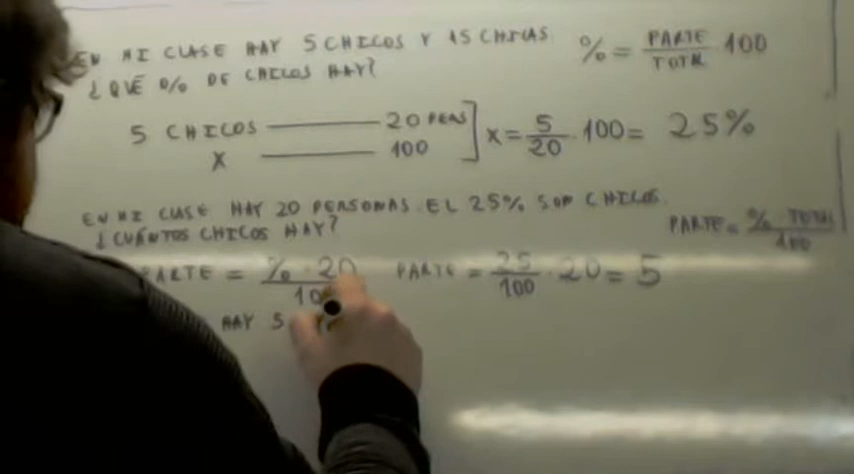 EN MI CLASE HAY 5 CHICOS Y 15 CHICAS
¿QUÉ % DE CHICOS HAY?
% = PARTE / TOTAL 100
5 CHICOS — 20 PERS
X — 100
X = 5/20 · 100 = 25%
EN MI CLASE HAY 20 PERSONAS. EL 25% SON CHICOS.
¿CUÁNTOS CHICOS HAY?
PARTE = % · TOTAL / 100
PARTE = % · 20 / 100
PARTE = 25/100 · 20 = 5
HAY 5